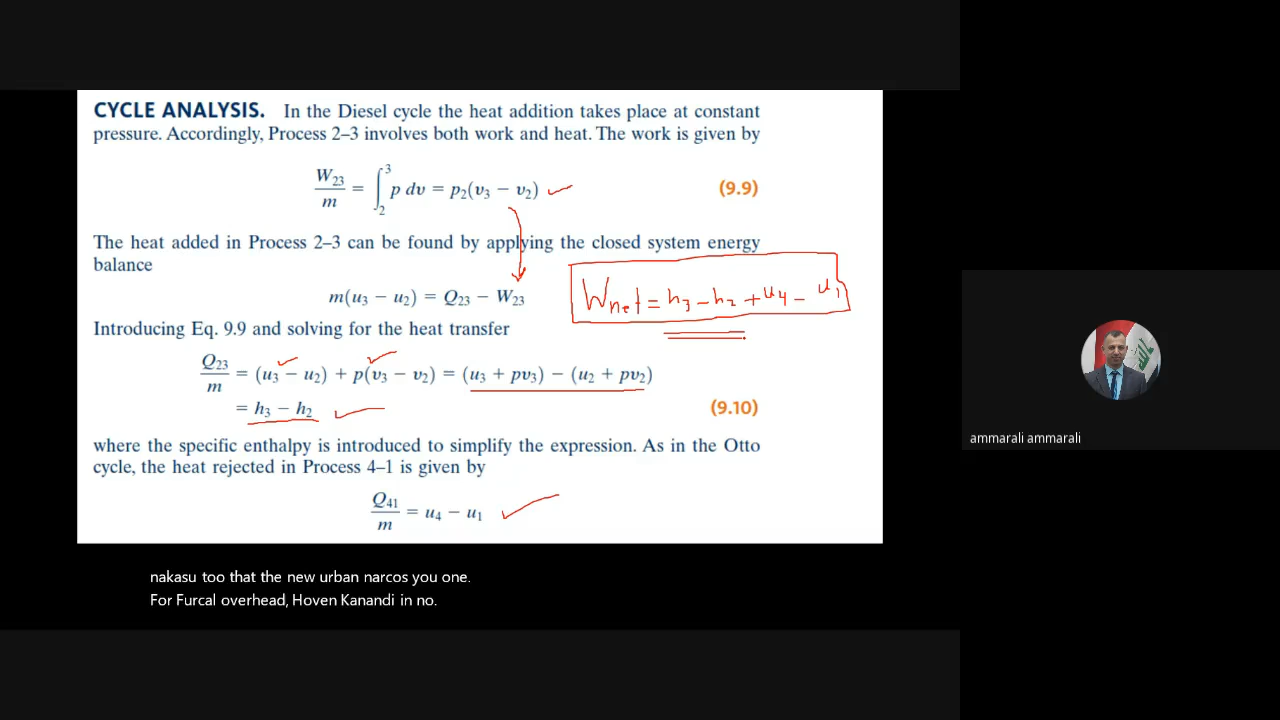 CYCLE ANALYSIS. In the Diesel cycle the heat addition takes place at constant
pressure. Accordingly, Process 2–3 involves both work and heat. The work is given by
W23/m = ∫₂³ p dv = p2(v3 − v2) (9.9)
The heat added in Process 2–3 can be found by applying the closed system energy
balance
m(u3 − u2) = Q23 − W23
Wnet = h3 − h2 + u4 − u1
Introducing Eq. 9.9 and solving for the heat transfer
Q23/m = (u3 − u2) + p(v3 − v2) = (u3 + pv3) − (u2 + pv2)
= h3 − h2 (9.10)
where the specific enthalpy is introduced to simplify the expression. As in the Otto
cycle, the heat rejected in Process 4–1 is given by
Q41/m = u4 − u1
nakasu too that the new urban narcos you one.
For Furcal overhead, Hoven Kanandi in no.
ammarali ammarali